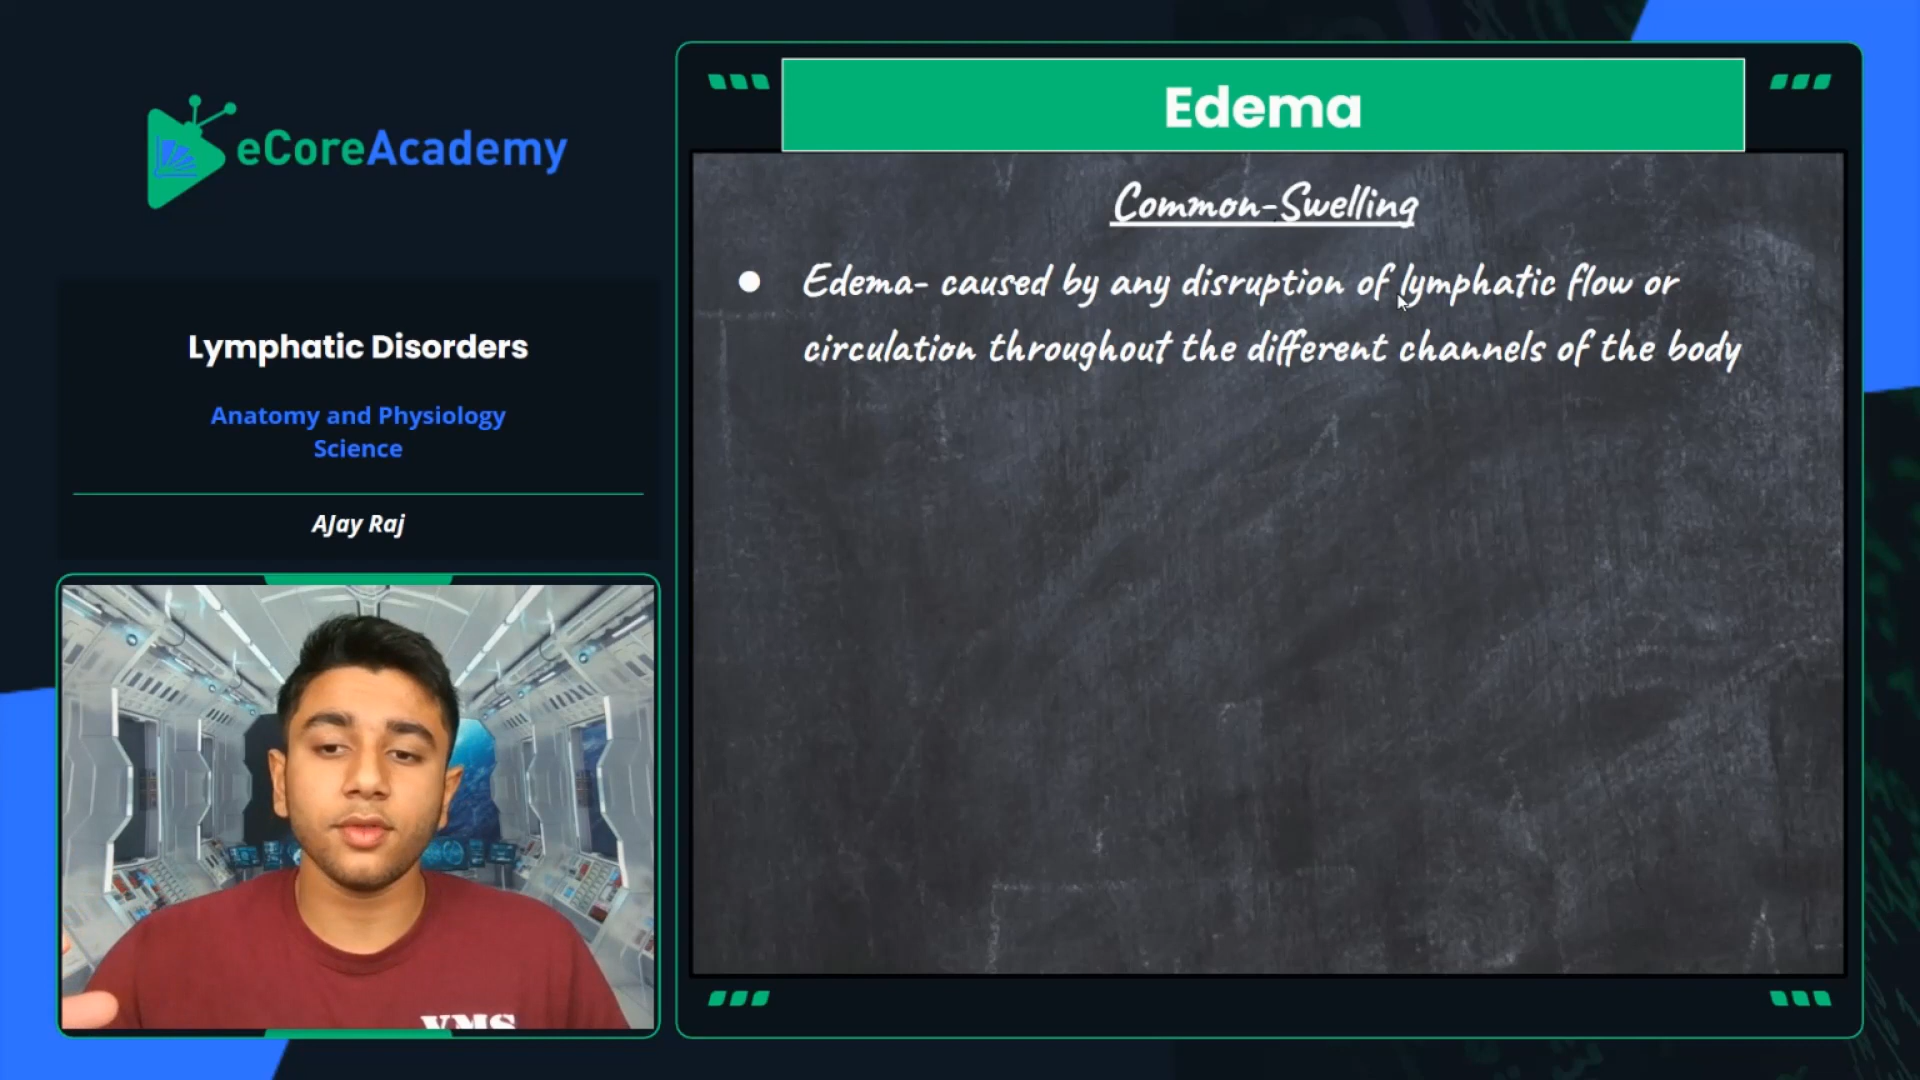 eCoreAcademy
Lymphatic Disorders
Anatomy and Physiology
Science
AJay Raj
Edema
Common-Swelling
● Edema- caused by any disruption of lymphatic flow or
circulation throughout the different channels of the body